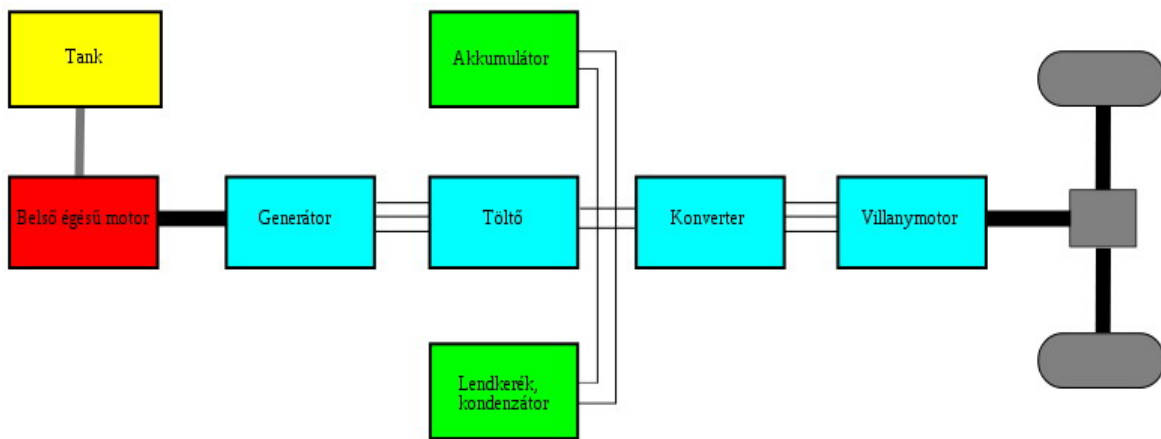 Tank
Akkumulátor
Belső égésű motor
Generátor
Töltő
Konverter
Villanymotor
Lendkerék,
kondenzátor